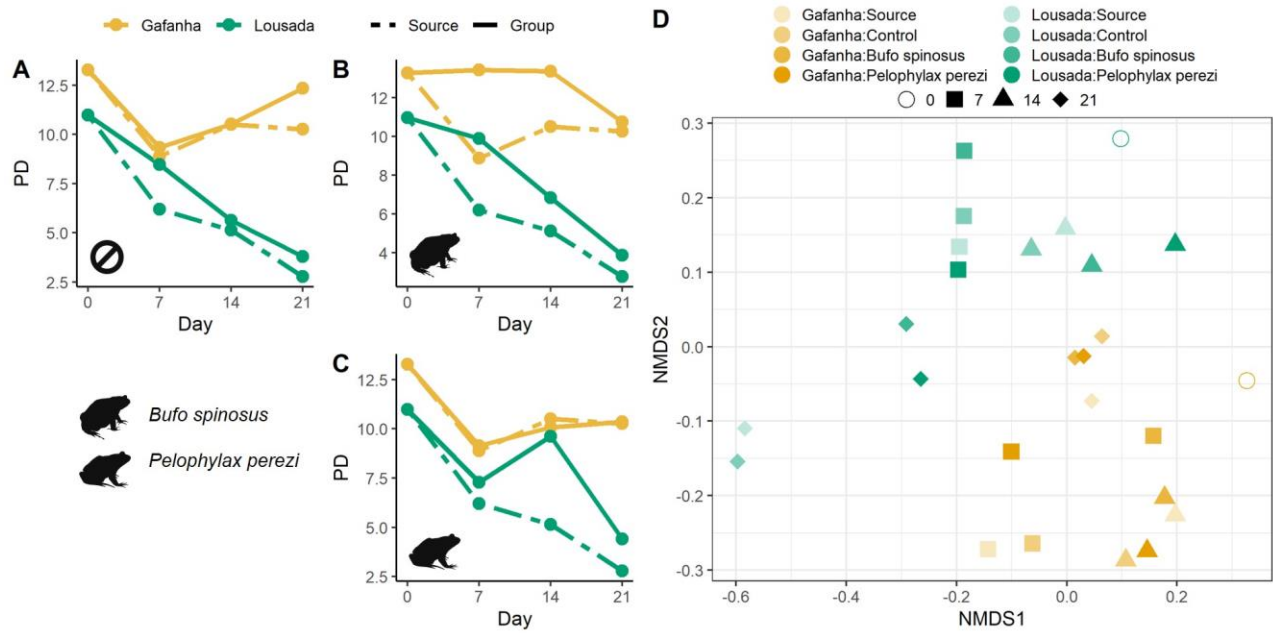 Gafanha Lousada Source Group
A
12.5
10.0
7.5
5.0
2.5
PD
0 7 14 21
Day
B
12
10
8
6
4
PD
0 7 14 21
Day
C
12.5
10.0
7.5
5.0
2.5
PD
0 7 14 21
Day
Bufo spinosus
Pelophylax perezi
D
Gafanha:Source Lousada:Source
Gafanha:Control Lousada:Control
Gafanha:Bufo spinosus Lousada:Bufo spinosus
Gafanha:Pelophylax perezi Lousada:Pelophylax perezi
0 7 14 21
0.3
0.2
0.1
0.0
-0.1
-0.2
-0.3
NMDS2
-0.6 -0.4 -0.2 0.0 0.2
NMDS1